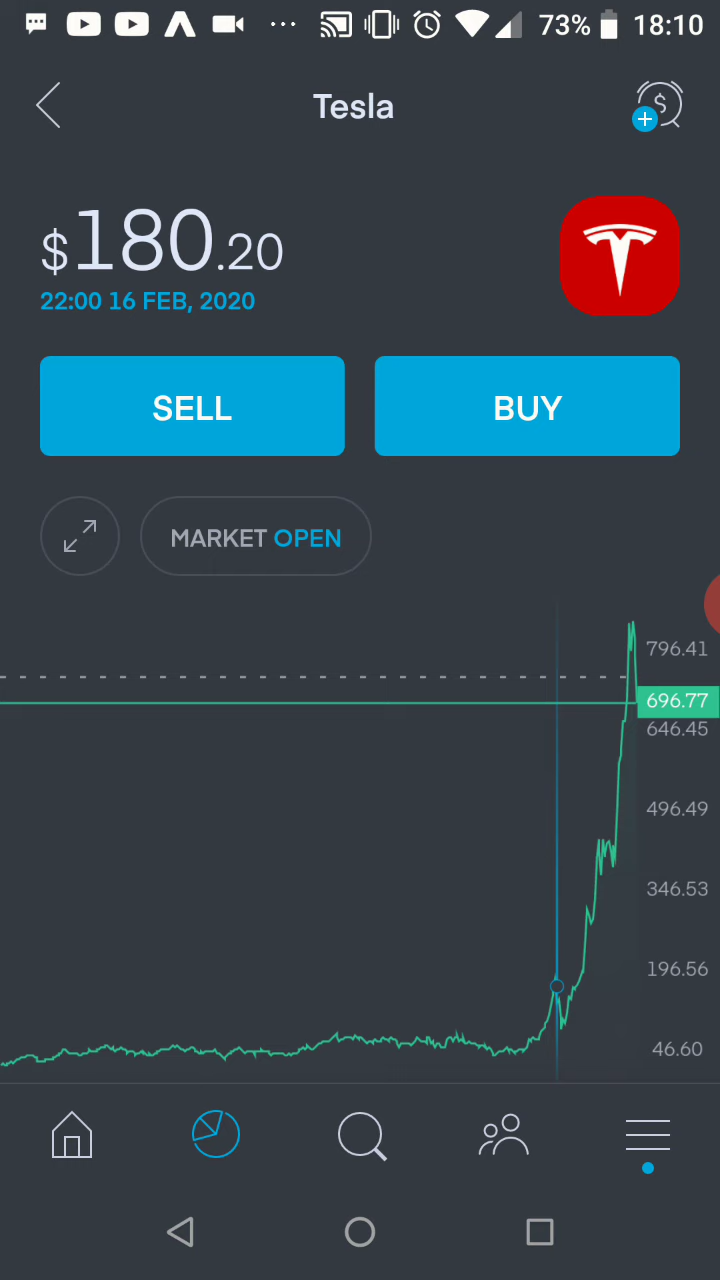 73% 18:10
Tesla
$
$180.20
22:00 16 FEB, 2020
SELL BUY
MARKET OPEN
796.41
696.77
646.45
496.49
346.53
196.56
46.60